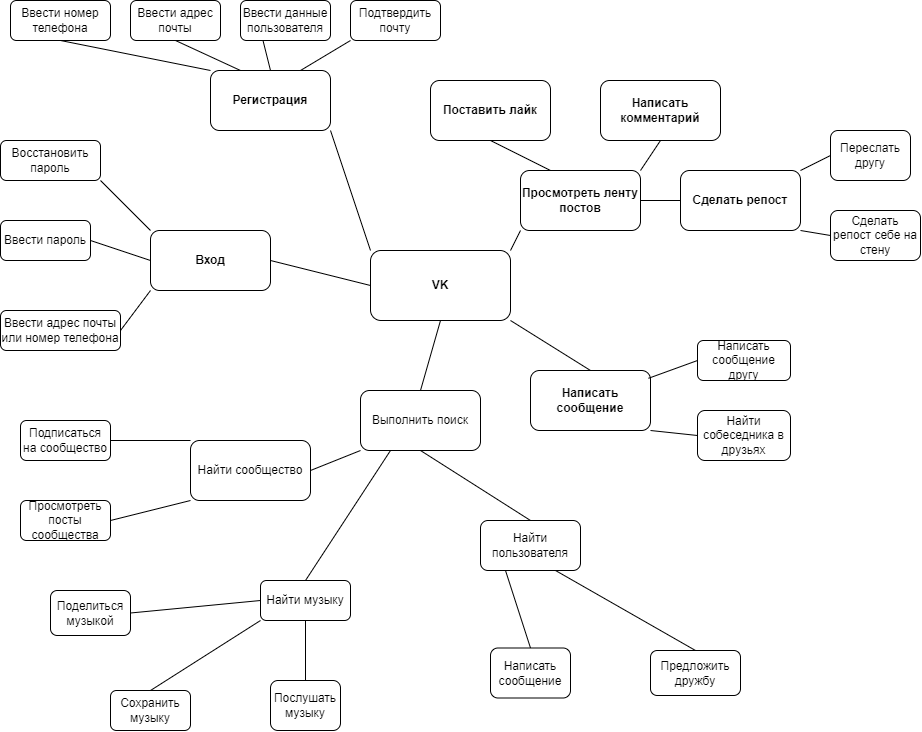 Ввести номер
телефона
Ввести адрес
почты
Ввести данные
пользователя
Подтвердить
почту
Регистрация
Поставить лайк
Написать
комментарий
Переслать
другу
Восстановить
пароль
Просмотреть ленту
постов
Сделать репост
Сделать
репост себе на
стену
Ввести пароль
Вход
VK
Ввести адрес почты
или номер телефона
Написать
сообщение
другу
Написать
сообщение
Выполнить поиск
Найти
собеседника в
друзьях
Подписаться
на сообщество
Найти сообщество
Просмотреть
посты
сообщества
Найти
пользователя
Найти музыку
Поделиться
музыкой
Написать
сообщение
Предложить
дружбу
Сохранить
музыку
Послушать
музыку